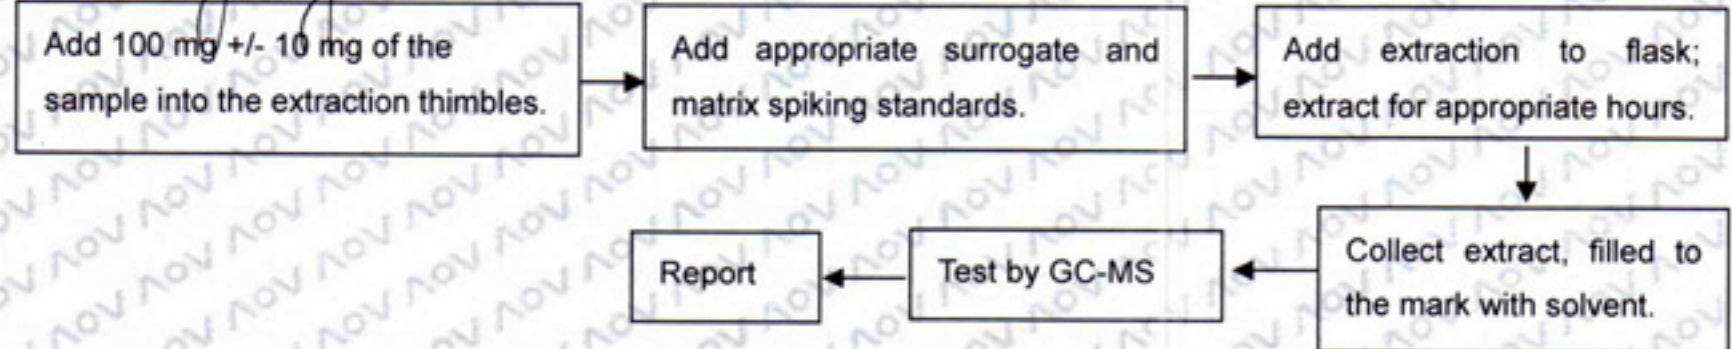 Add 100 mg +/- 10 mg of the
sample into the extraction thimbles.
Add appropriate surrogate and
matrix spiking standards.
Add extraction to flask;
extract for appropriate hours.
Collect extract, filled to
the mark with solvent.
Test by GC-MS
Report